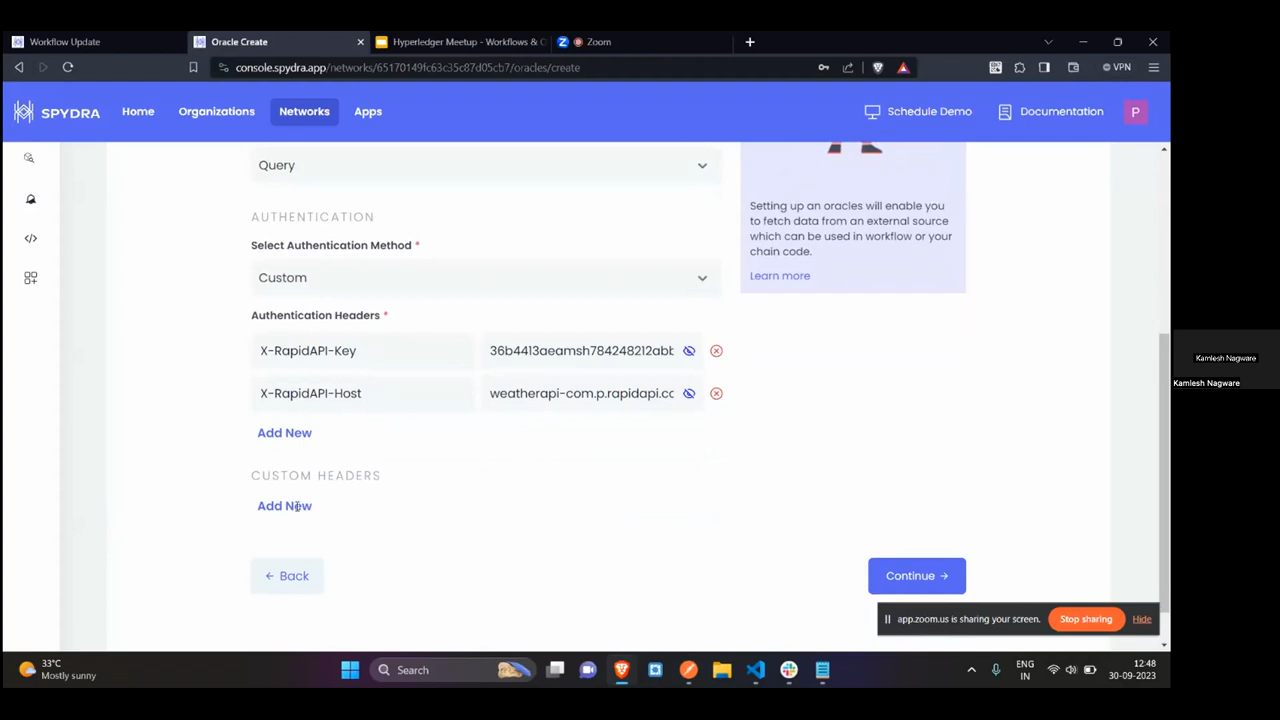 Workflow Update
Oracle Create
Hyperledger Meetup - Workflows & C
Zoom
console.spydra.app/networks/65170149fc63c35c87d05cb7/oracles/create
VPN
SPYDRA
Home
Organizations
Networks
Apps
Schedule Demo
Documentation
P
Query
AUTHENTICATION
Select Authentication Method *
Custom
Authentication Headers *
X-RapidAPI-Key
36b4413aeamsh784248212abb
X-RapidAPI-Host
weatherapi-com.p.rapidapi.cc
Add New
CUSTOM HEADERS
Add New
← Back
Continue →
Setting up an oracles will enable you
to fetch data from an external source
which can be used in workflow or your
chain code.
Learn more
Kamlesh Nagware
Kamlesh Nagware
app.zoom.us is sharing your screen.
Stop sharing
Hide
33°C
Mostly sunny
Search
ENG
IN
12:48
30-09-2023